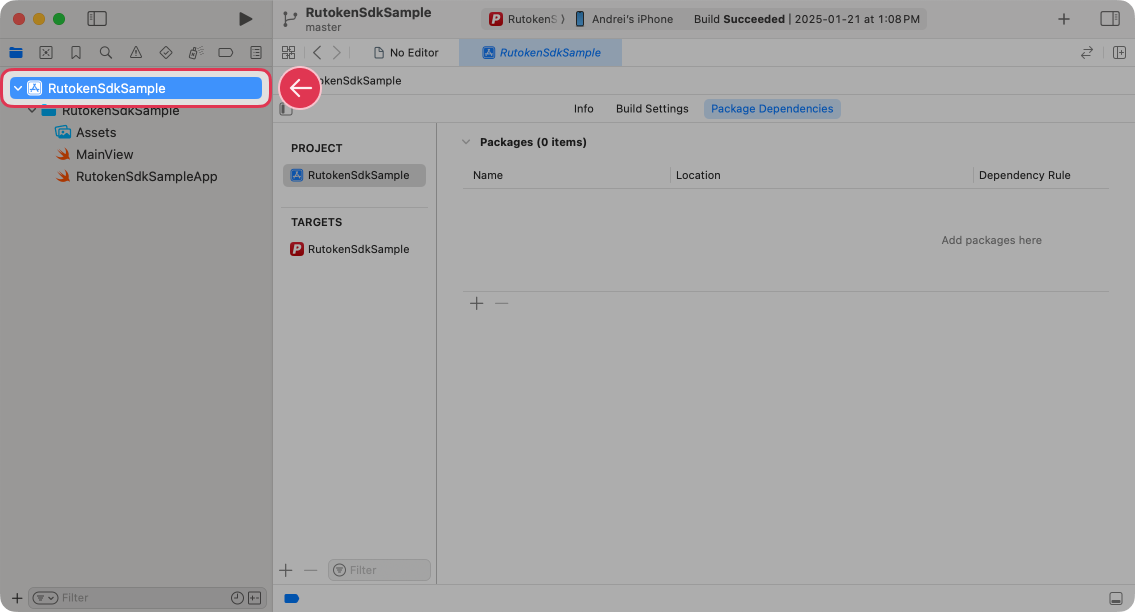 RutokenSdkSample
master
RutokenS
Andrei's iPhone
Build Succeeded | 2025-01-21 at 1:08 PM
No Editor
RutokenSdkSample
RutokenSdkSample
RutokenSdkSample
Assets
MainView
RutokenSdkSampleApp
Info
Build Settings
Package Dependencies
PROJECT
RutokenSdkSample
TARGETS
RutokenSdkSample
Packages (0 items)
Name
Location
Dependency Rule
Add packages here
Filter
Filter